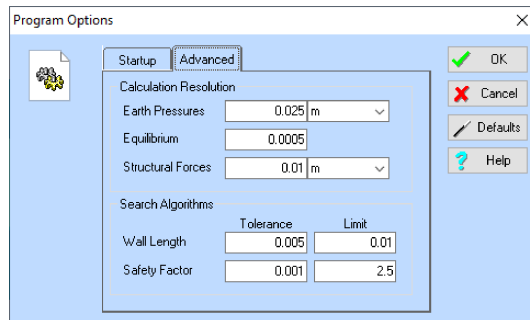 Program Options
Startup Advanced
OK
Calculation Resolution
Cancel
Earth Pressures 0.025 m
Defaults
Equilibrium 0.0005
Help
Structural Forces 0.01 m
Search Algorithms
Tolerance Limit
Wall Length 0.005 0.01
Safety Factor 0.001 2.5